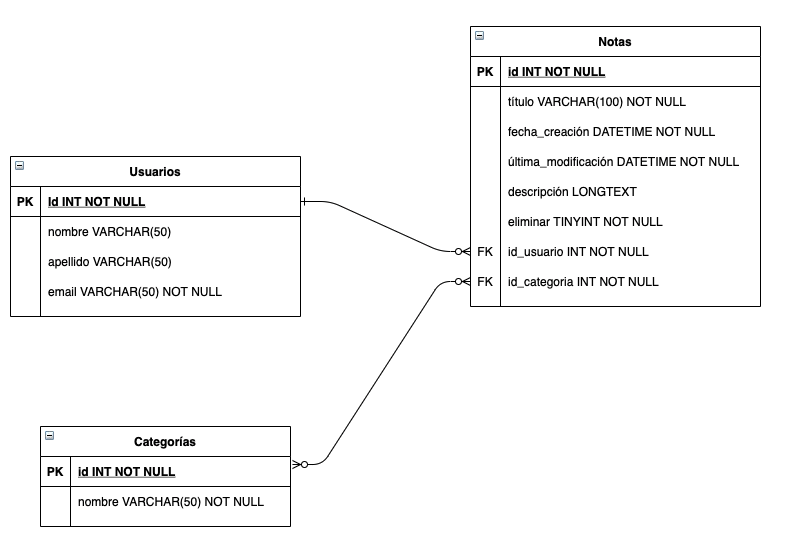 Notas
PK id INT NOT NULL
título VARCHAR(100) NOT NULL
fecha_creación DATETIME NOT NULL
última_modificación DATETIME NOT NULL
descripción LONGTEXT
eliminar TINYINT NOT NULL
FK id_usuario INT NOT NULL
FK id_categoria INT NOT NULL
Usuarios
PK Id INT NOT NULL
nombre VARCHAR(50)
apellido VARCHAR(50)
email VARCHAR(50) NOT NULL
Categorías
PK id INT NOT NULL
nombre VARCHAR(50) NOT NULL